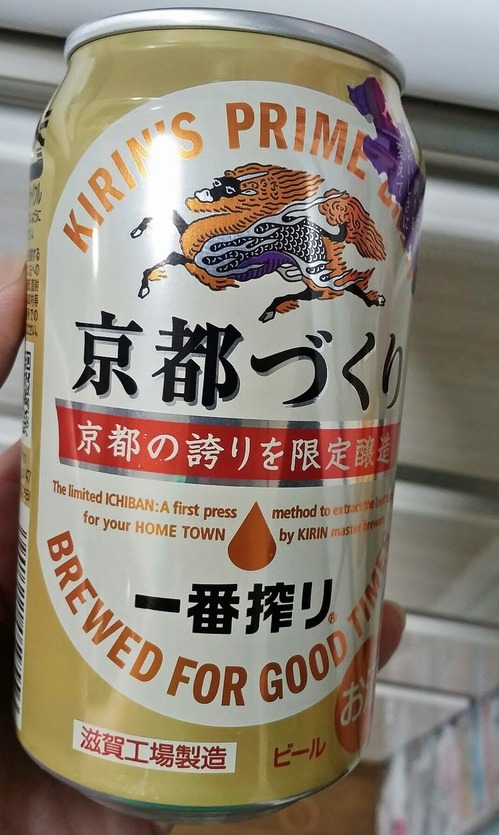 KIRIN'S PRIME
京都づくり
京都の誇りを限定醸造
The limited ICHIBAN: A first press method to extract the
for your HOME TOWN by KIRIN master brewers
一番搾り®
BREWED FOR GOOD TIMES
滋賀工場製造
ビール
お